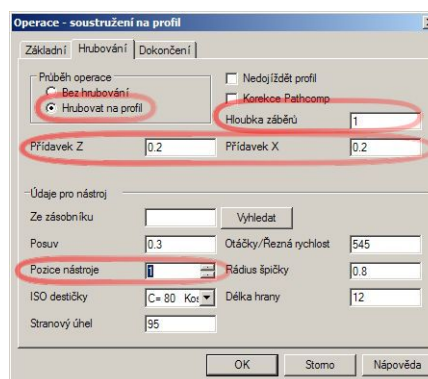 Operace - soustružení na profil
Základní Hrubování Dokončení
Průběh operace
Bez hrubování
Hrubovat na profil
Nedojíždět profil
Korekce Pathcomp
Hloubka záběrů 1
Přídavek Z 0.2 Přídavek X 0.2
Údaje pro nástroj
Ze zásobníku Vyhledat
Posuv 0.3 Otáčky/Řezná rychlost 545
Pozice nástroje 1 Rádius špičky 0.8
ISO destičky C= 80 Délka hrany 12
Stranový úhel 95
OK Storno Nápověda